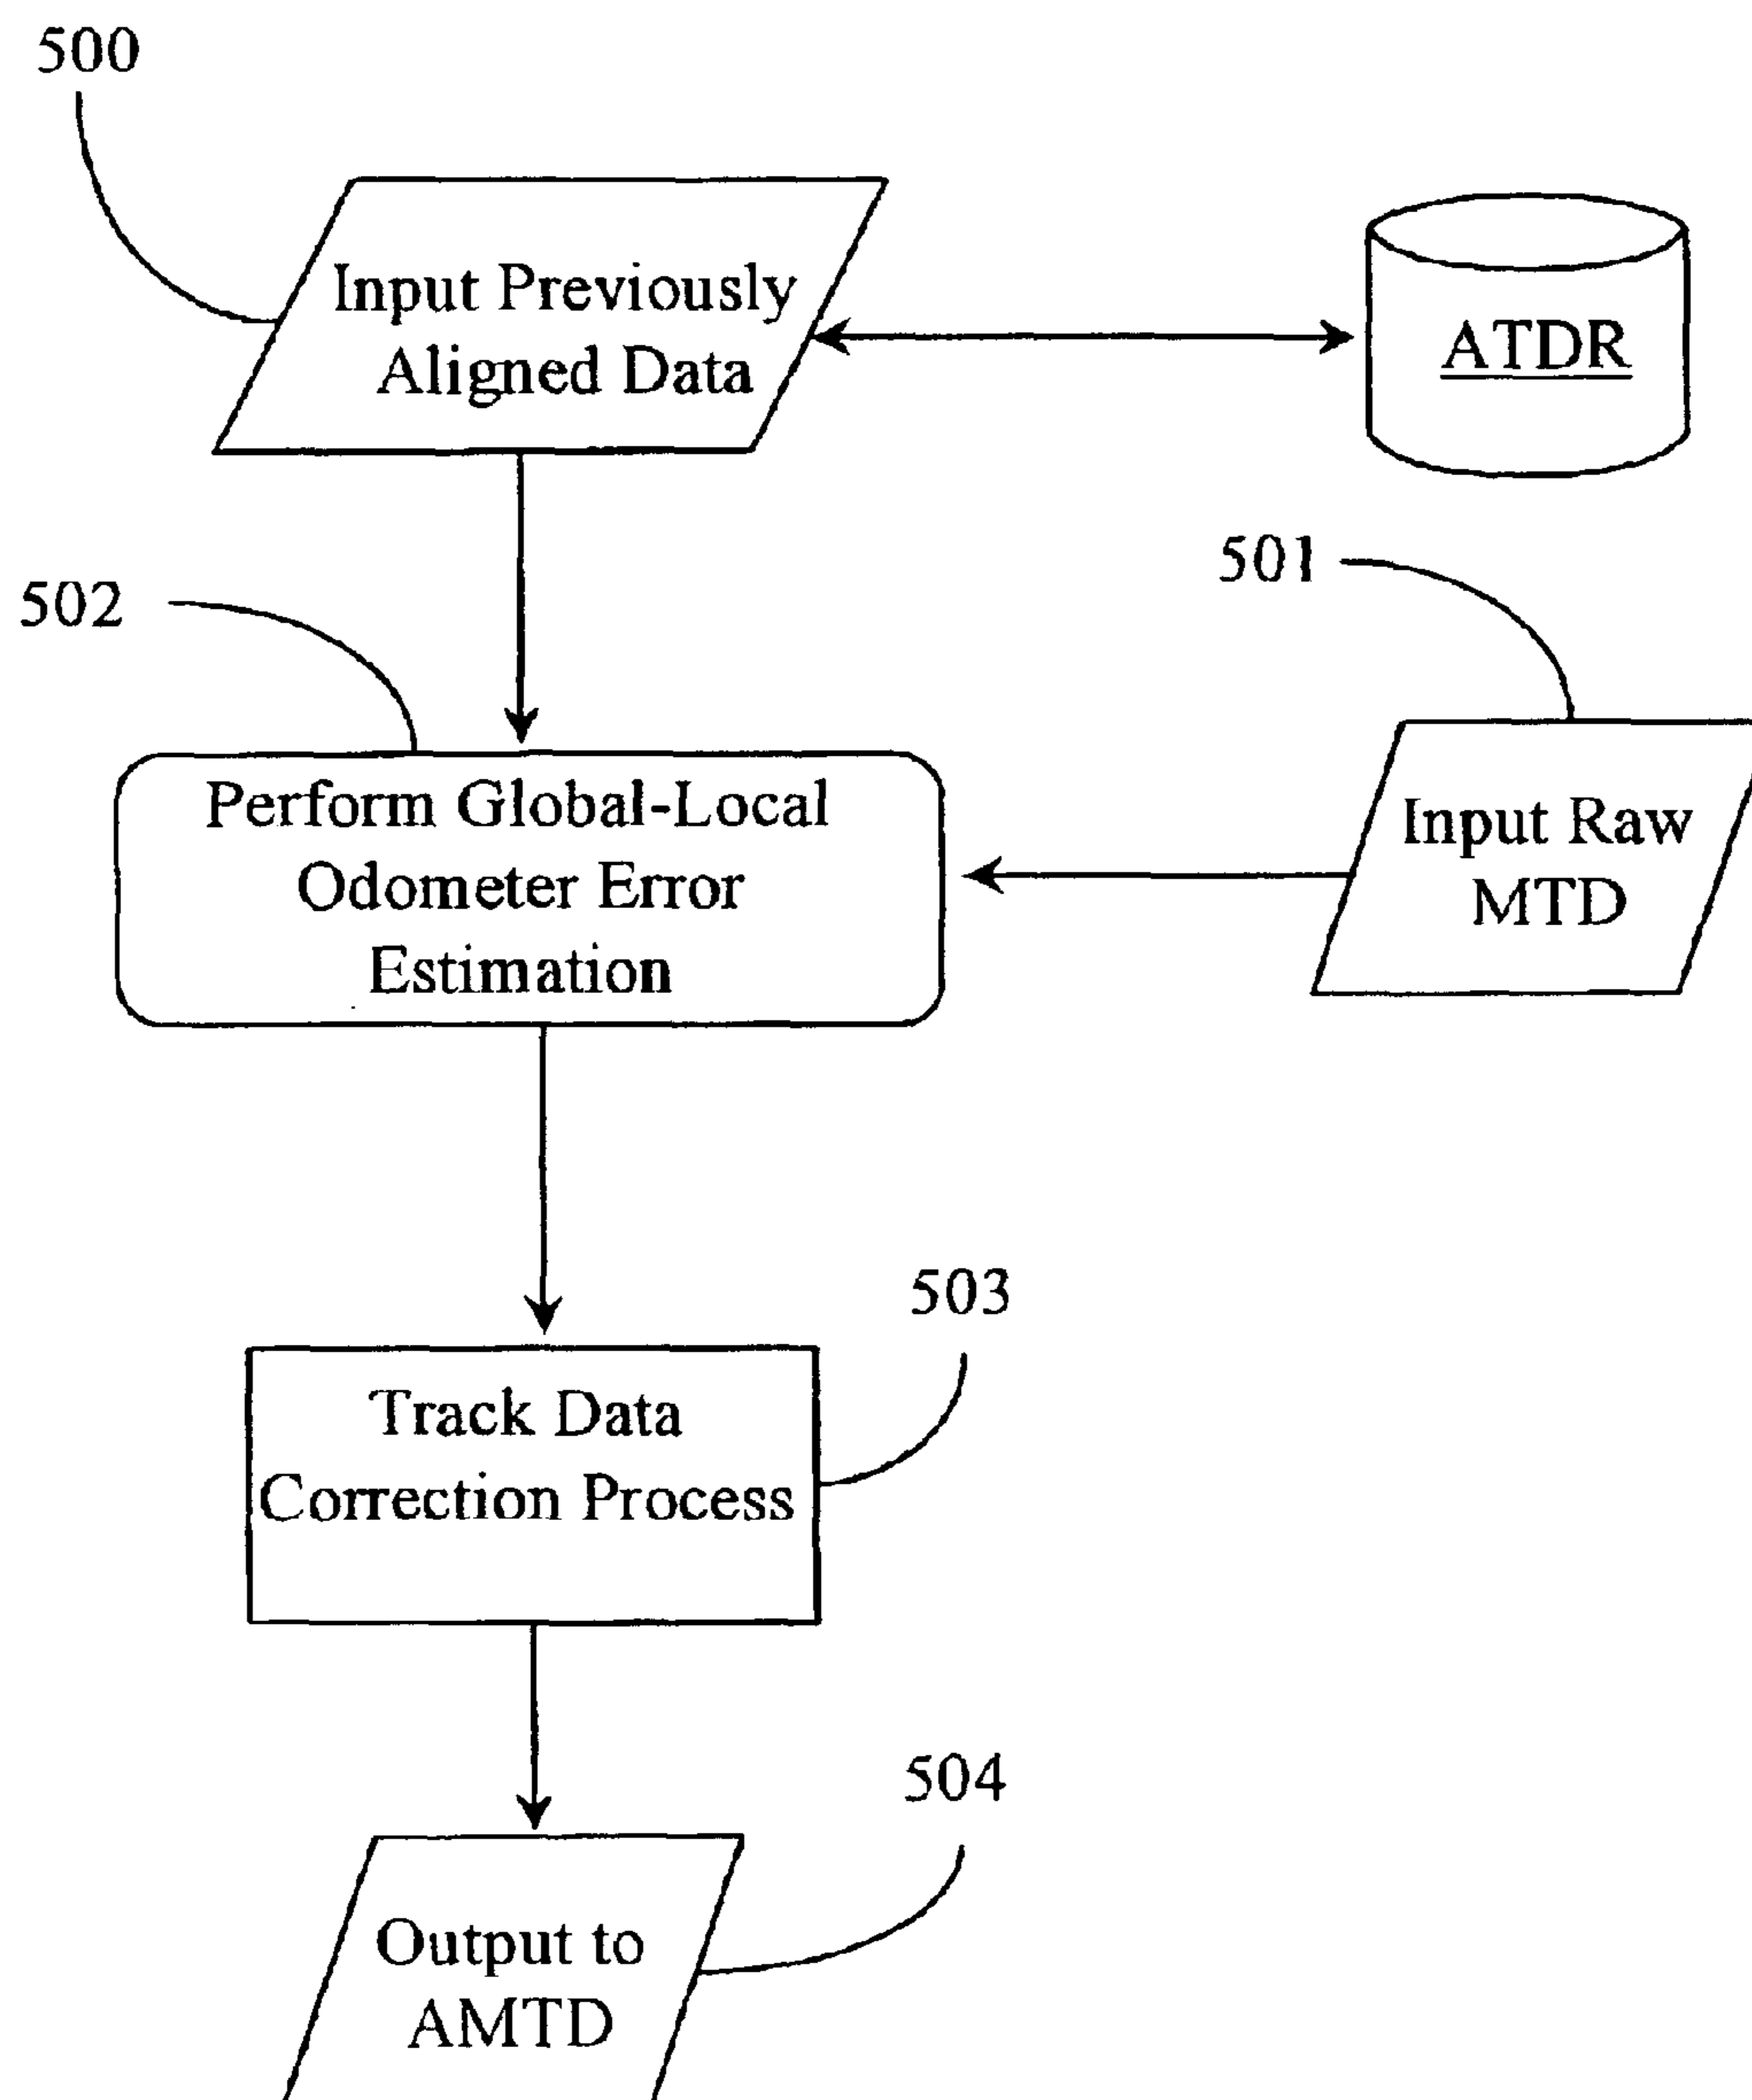 500
Input Previously
Aligned Data
ATDR
501
502
Perform Global-Local
Odometer Error
Estimation
Input Raw
MTD
503
Track Data
Correction Process
504
Output to
AMTD